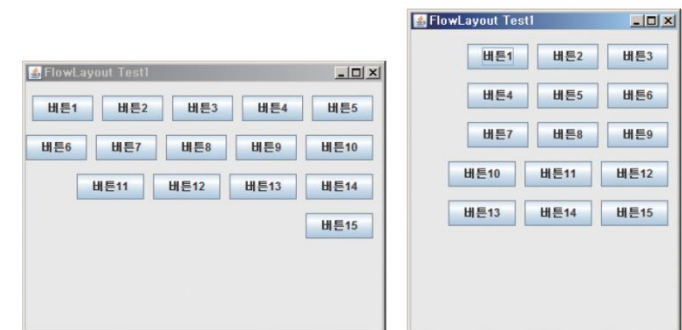 FlowLayout Test1
버튼1 버튼2 버튼3 버튼4 버튼5
버튼6 버튼7 버튼8 버튼9 버튼10
버튼11 버튼12 버튼13 버튼14
버튼15
FlowLayout Test1
버튼1 버튼2 버튼3
버튼4 버튼5 버튼6
버튼7 버튼8 버튼9
버튼10 버튼11 버튼12
버튼13 버튼14 버튼15